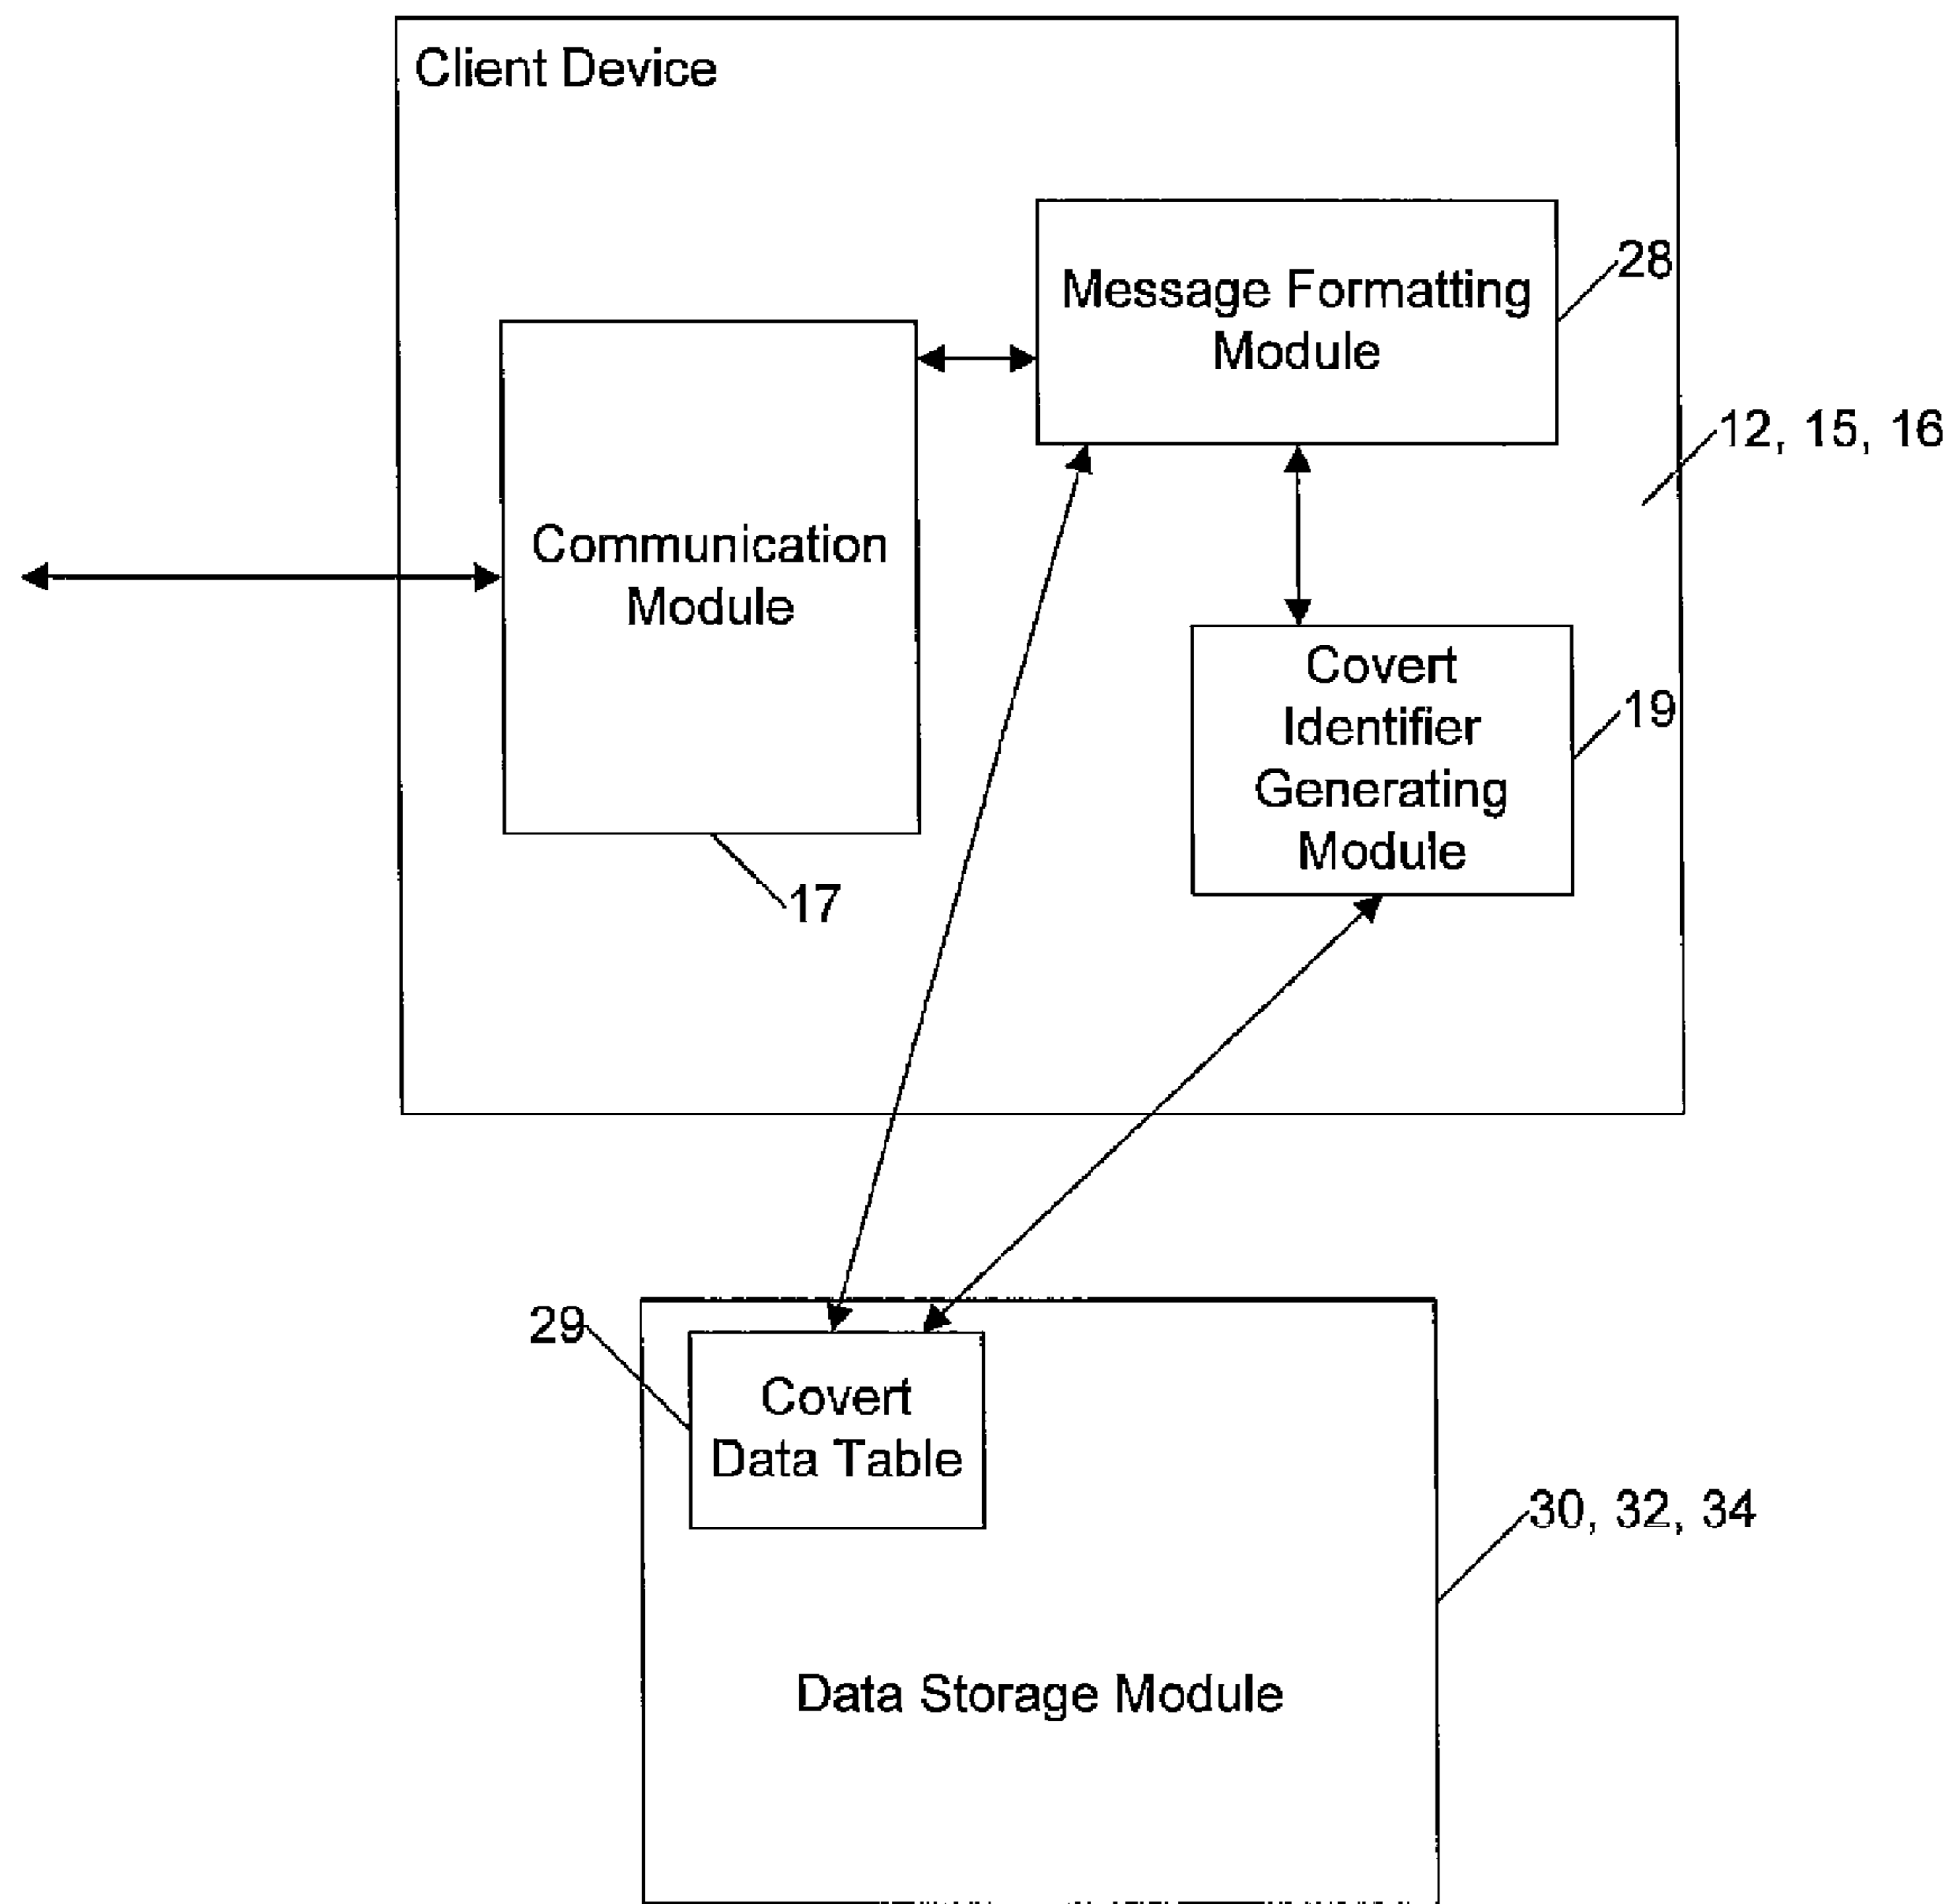 Client Device
Message Formatting
Module
28
12, 15, 16
Communication
Module
17
Covert
Identifier
Generating
Module
19
29
Covert
Data Table
30, 32, 34
Data Storage Module